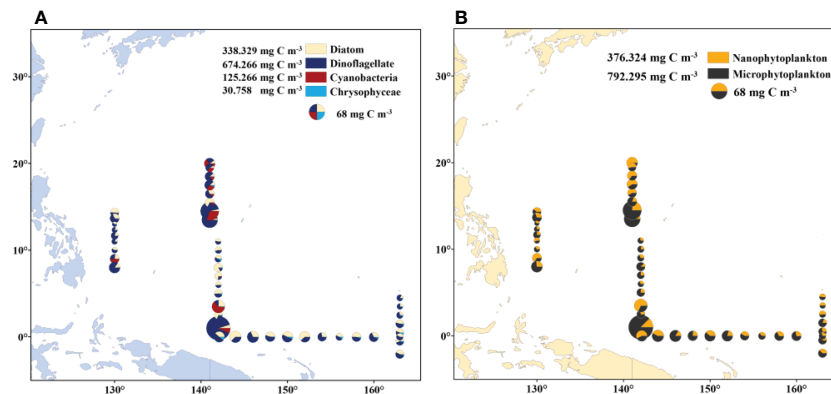 A
338.329 mg C m⁻³ Diatom
674.266 mg C m⁻³ Dinoflagellate
125.266 mg C m⁻³ Cyanobacteria
30.758 mg C m⁻³ Chrysophyceae
68 mg C m⁻³
30°
20°
10°
0°
130° 140° 150° 160°
B
376.324 mg C m⁻³ Nanophytoplankton
792.295 mg C m⁻³ Microphytoplankton
68 mg C m⁻³
30°
20°
10°
0°
130° 140° 150° 160°